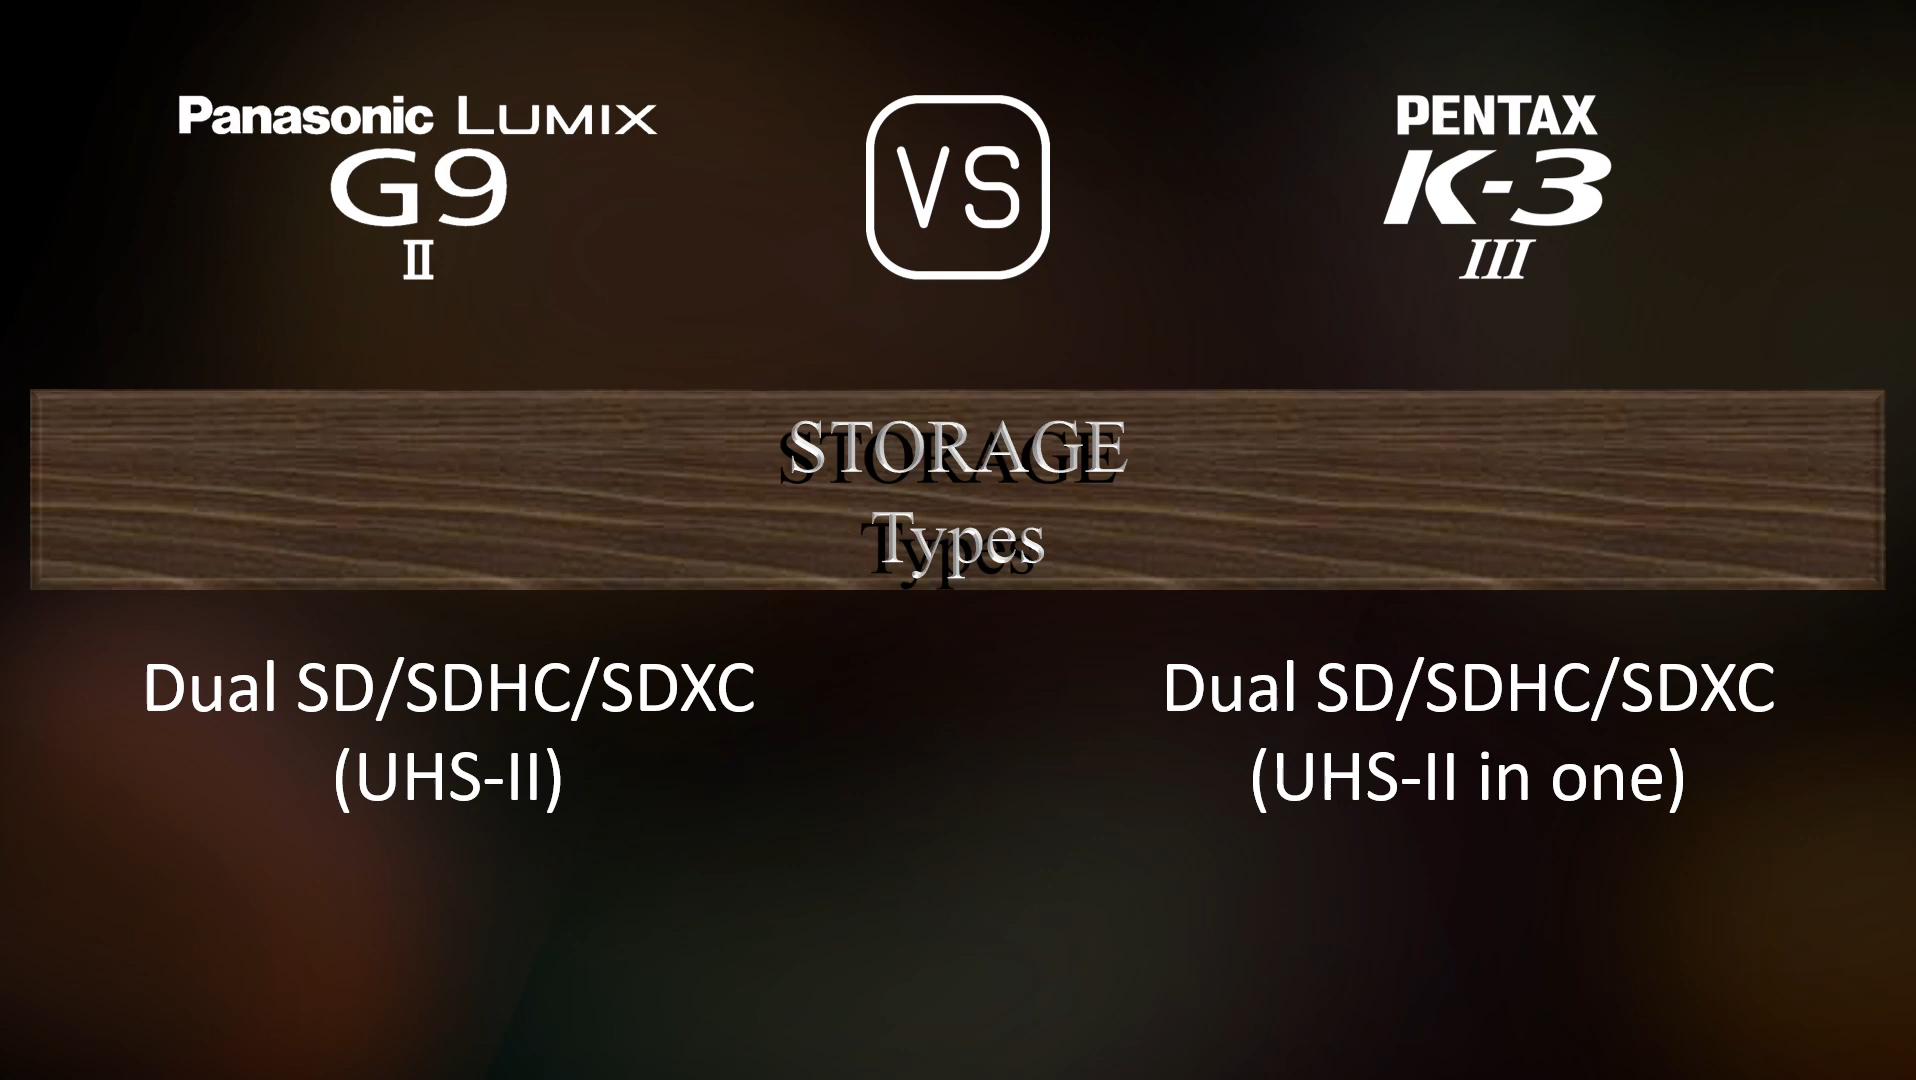 Panasonic LUMIX
G9
II
VS
PENTAX
K-3
III
STORAGE
Types
Dual SD/SDHC/SDXC
(UHS-II)
Dual SD/SDHC/SDXC
(UHS-II in one)